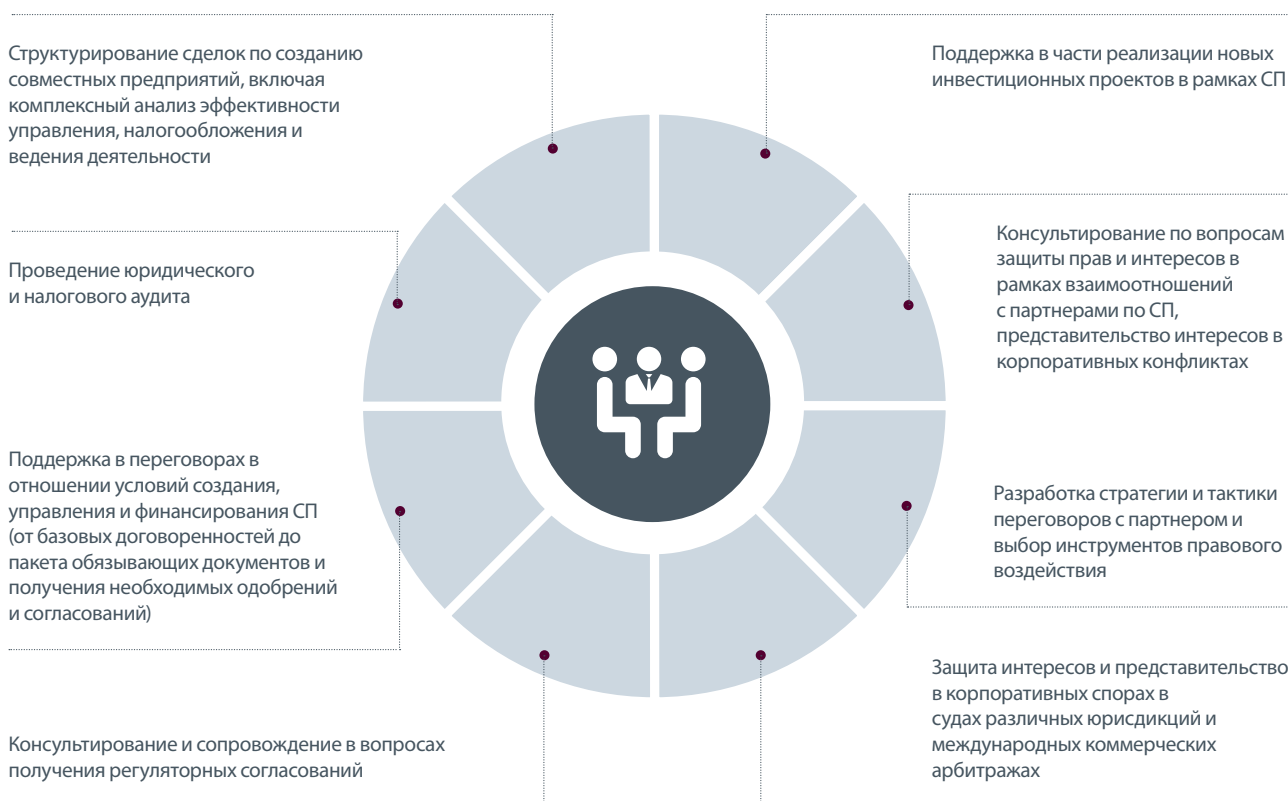 Структурирование сделок по созданию
совместных предприятий, включая
комплексный анализ эффективности
управления, налогообложения и
ведения деятельности
Проведение юридического
и налогового аудита
Поддержка в переговорах в
отношении условий создания,
управления и финансирования СП
(от базовых договоренностей до
пакета обязывающих документов и
получения необходимых одобрений
и согласований)
Консультирование и сопровождение в вопросах
получения регуляторных согласований
Поддержка в части реализации новых
инвестиционных проектов в рамках СП
Консультирование по вопросам
защиты прав и интересов в
рамках взаимоотношений
с партнерами по СП,
представительство интересов в
корпоративных конфликтах
Разработка стратегии и тактики
переговоров с партнером и
выбор инструментов правового
воздействия
Защита интересов и представительство
в корпоративных спорах в
судах различных юрисдикций и
международных коммерческих
арбитражах